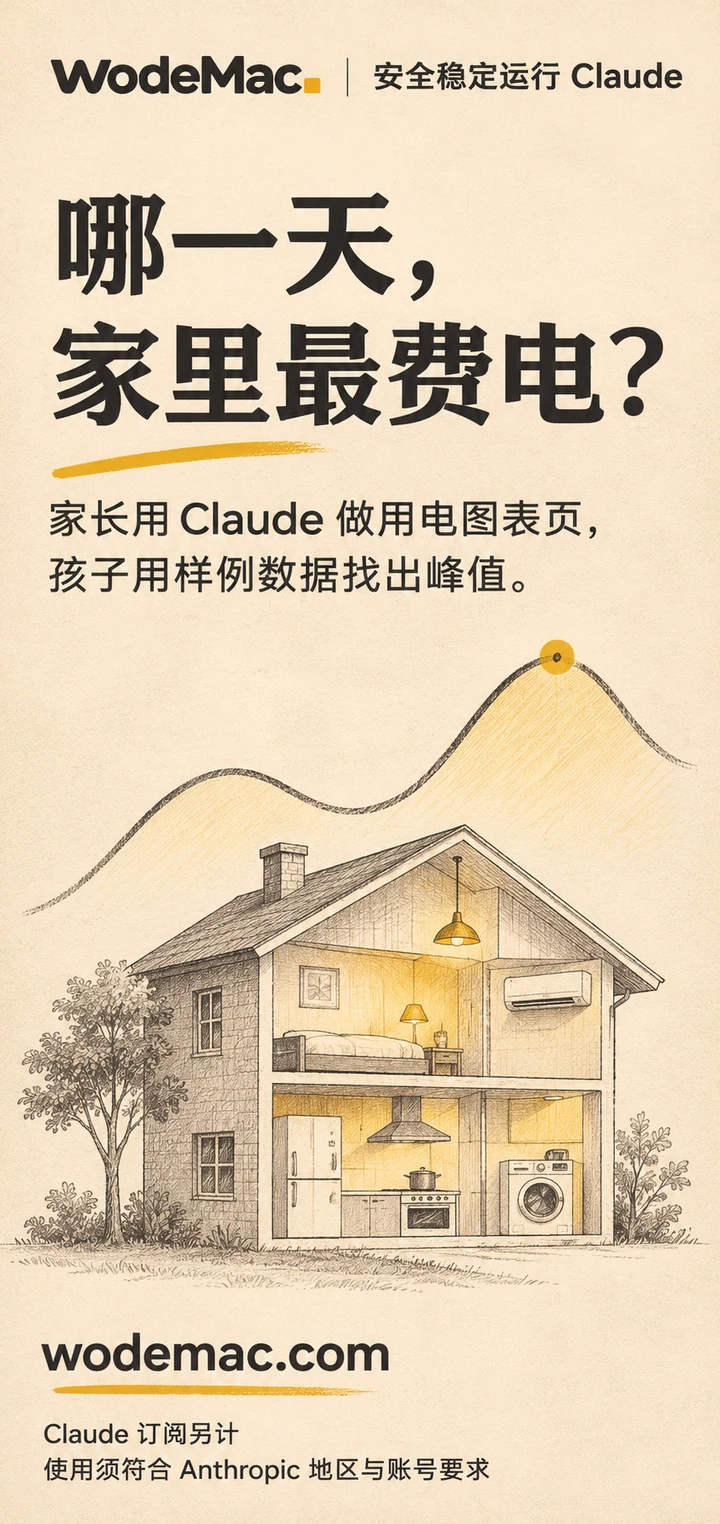 WodeMac. | 安全稳定运行 Claude
哪一天，
家里最费电？
家长用 Claude 做用电图表页，
孩子用样例数据找出峰值。
wodemac.com
Claude 订阅另计
使用须符合 Anthropic 地区与账号要求